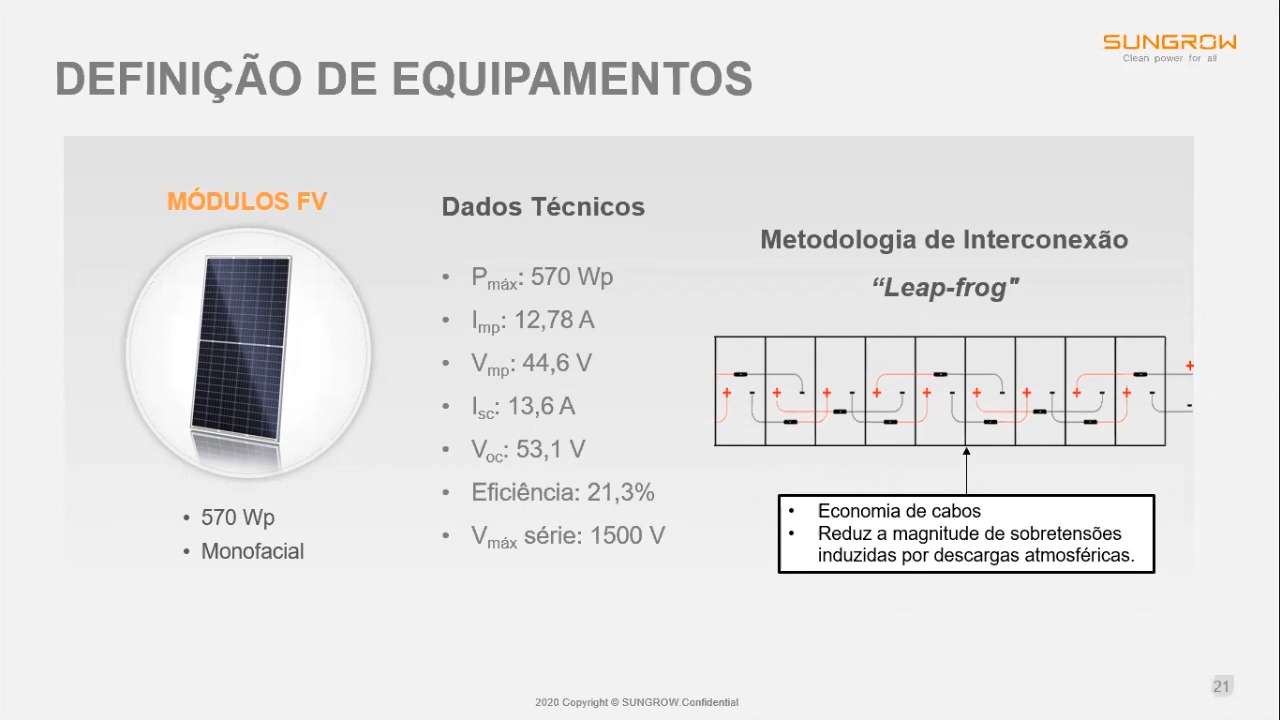 SUNGROW
Clean power for all
DEFINIÇÃO DE EQUIPAMENTOS
MÓDULOS FV
• 570 Wp
• Monofacial
Dados Técnicos
• Pmáx: 570 Wp
• Imp: 12,78 A
• Vmp: 44,6 V
• Isc: 13,6 A
• Voc: 53,1 V
• Eficiência: 21,3%
• Vmáx série: 1500 V
Metodologia de Interconexão
“Leap-frog"
• Economia de cabos
• Reduz a magnitude de sobretensões
induzidas por descargas atmosféricas.
2020 Copyright © SUNGROW.Confidential
21